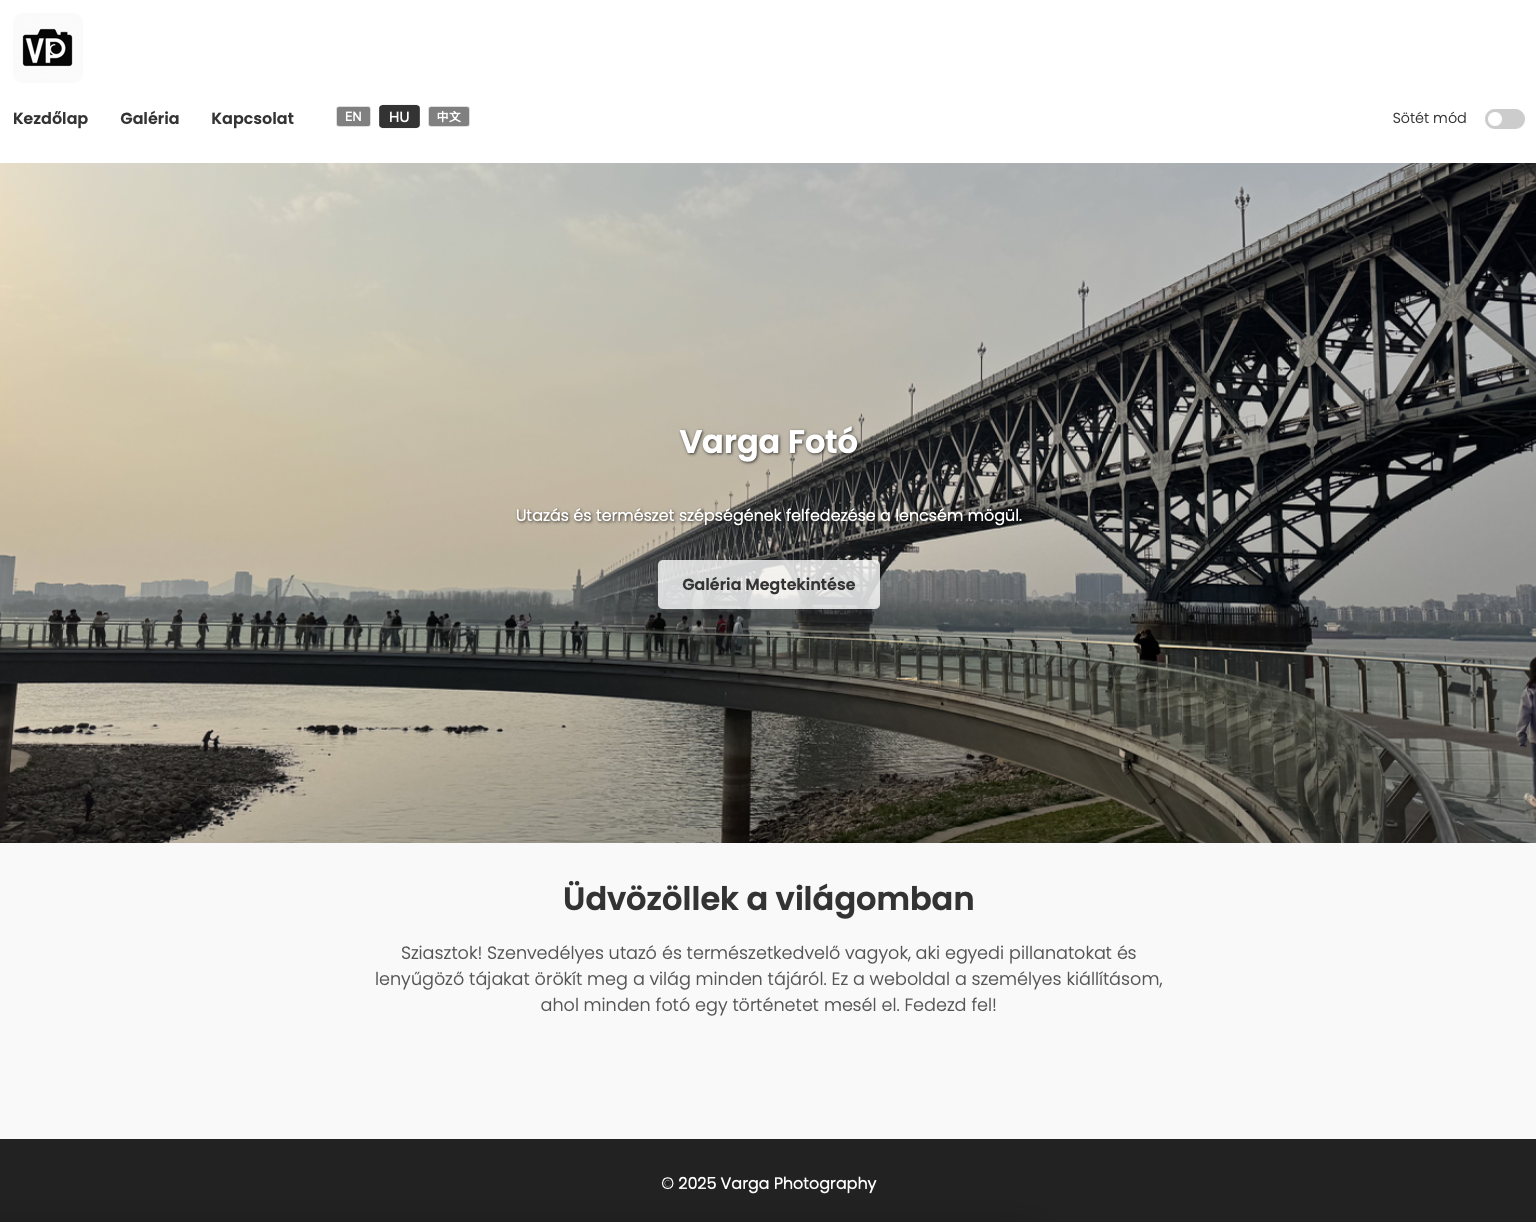 VP
Kezdőlap Galéria Kapcsolat EN HU 中文 Sötét mód
Varga Fotó
Utazás és természet szépségének felfedezése a lencsém mögül.
Galéria Megtekintése
Üdvözöllek a világomban
Sziasztok! Szenvedélyes utazó és természetkedvelő vagyok, aki egyedi pillanatokat és
lenyűgöző tájakat örökít meg a világ minden tájáról. Ez a weboldal a személyes kiállításom,
ahol minden fotó egy történetet mesél el. Fedezd fel!
© 2025 Varga Photography